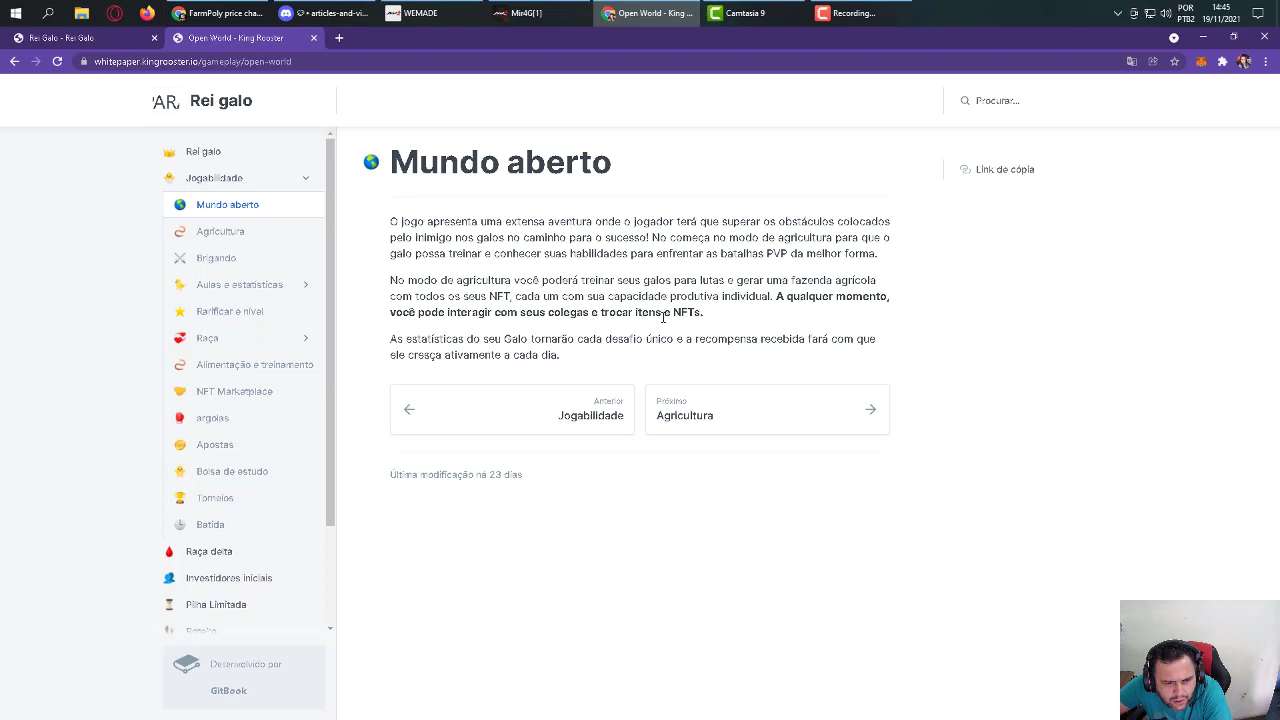 FarmPoly price cha...
articles-and-vi...
WEMADE
Mir4G[1]
Open World - King ...
Camtasia 9
Recording...
POR
PTB2
14:45
19/11/2021
Rei Galo - Rei Galo
Open World - King Rooster
whitepaper.kingrooster.io/gameplay/open-world
Rei galo
Procurar...
Rei galo
Jogabilidade
Mundo aberto
Agricultura
Brigando
Aulas e estatísticas
Rarificar e nível
Raça
Alimentação e treinamento
NFT Marketplace
argolas
Apostas
Bolsa de estudo
Torneios
Batida
Raça delta
Investidores iniciais
Pilha Limitada
Roteiro
Desenvolvido por
GitBook
Mundo aberto
Link de cópia
O jogo apresenta uma extensa aventura onde o jogador terá que superar os obstáculos colocados
pelo inimigo nos galos no caminho para o sucesso! No começa no modo de agricultura para que o
galo possa treinar e conhecer suas habilidades para enfrentar as batalhas PVP da melhor forma.
No modo de agricultura você poderá treinar seus galos para lutas e gerar uma fazenda agrícola
com todos os seus NFT, cada um com sua capacidade produtiva individual. A qualquer momento,
você pode interagir com seus colegas e trocar itens e NFTs.
As estatísticas do seu Galo tornarão cada desafio único e a recompensa recebida fará com que
ele cresça ativamente a cada dia.
Anterior
Jogabilidade
Próximo
Agricultura
Última modificação há 23 dias